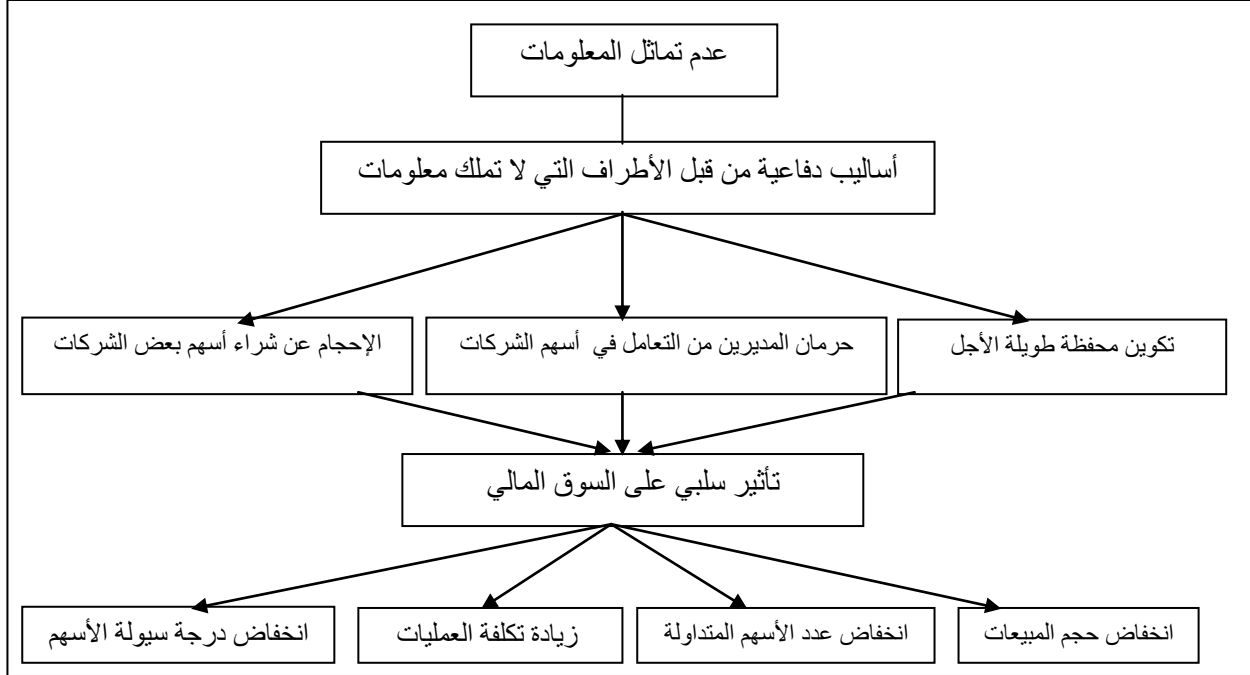 عدم تماثل المعلومات
أساليب دفاعية من قبل الأطراف التي لا تملك معلومات
تكوين محفظة طويلة الأجل
حرمان المديرين من التعامل في أسهم الشركات
الإحجام عن شراء أسهم بعض الشركات
تأثير سلبي على السوق المالي
انخفاض حجم المبيعات
انخفاض عدد الأسهم المتداولة
زيادة تكلفة العمليات
انخفاض درجة سيولة الأسهم